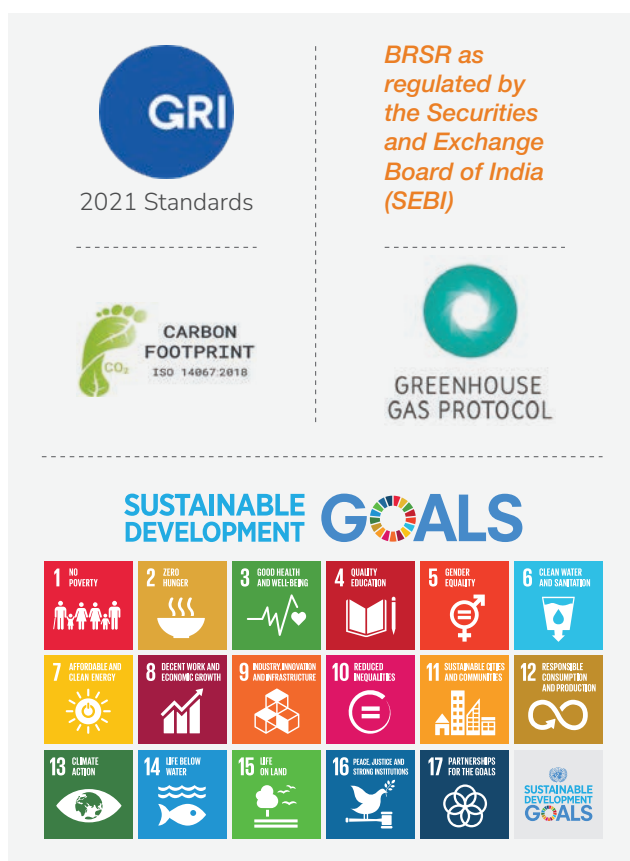 GRI
2021 Standards
BRSR as
regulated by
the Securities
and Exchange
Board of India
(SEBI)
CO₂
CARBON
FOOTPRINT
ISO 14067:2018
GREENHOUSE
GAS PROTOCOL
SUSTAINABLE
DEVELOPMENT
GOALS
1 NO
POVERTY
2 ZERO
HUNGER
3 GOOD HEALTH
AND WELL-BEING
4 QUALITY
EDUCATION
5 GENDER
EQUALITY
6 CLEAN WATER
AND SANITATION
7 AFFORDABLE AND
CLEAN ENERGY
8 DECENT WORK AND
ECONOMIC GROWTH
9 INDUSTRY, INNOVATION
AND INFRASTRUCTURE
10 REDUCED
INEQUALITIES
11 SUSTAINABLE CITIES
AND COMMUNITIES
12 RESPONSIBLE
CONSUMPTION
AND PRODUCTION
13 CLIMATE
ACTION
14 LIFE BELOW
WATER
15 LIFE
ON LAND
16 PEACE, JUSTICE AND
STRONG INSTITUTIONS
17 PARTNERSHIPS
FOR THE GOALS
SUSTAINABLE
DEVELOPMENT
GOALS